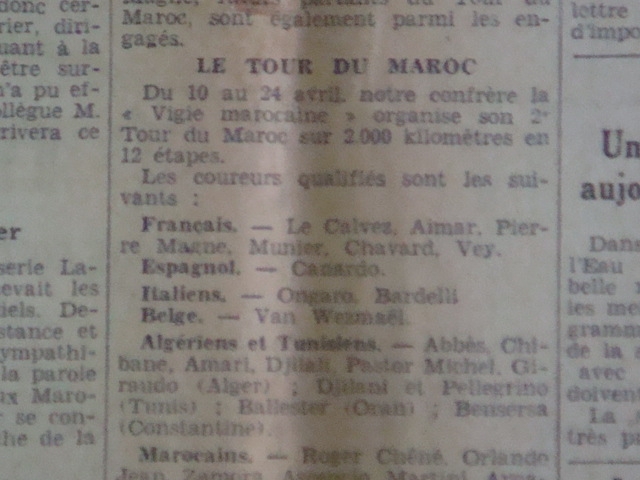 donc cer-
rier, diri-
quant à la
être sur-
n'a pu ef-
ollègue M.
rivera ce
er
serie La-
evait les
iels. De-
stance et
ympathi-
la parole
ux Maro-
r se con-
he de la
Maroc, sont également parmi les en-
gagés.
LE TOUR DU MAROC
Du 10 au 24 avril, notre confrère la
« Vigie marocaine » organise son 2e
Tour du Maroc sur 2.000 kilomètres en
12 étapes.
Les coureurs qualifiés sont les sui-
vants :
Français. — Le Calvez, Aimar, Pier-
re Magne, Munier, Chavard, Vey.
Espagnol. — Canardo.
Italiens. — Ongaro, Bardelli
Belge. — Van Wezmaël.
Algériens et Tunisiens. — Abbès, Chi-
bane, Amari, Djilali, Pastor Michel, Gi-
raudo (Alger) ; Djilani et Pellegrino
(Tunis) ; Ballester (Oran) ; Bensersa
(Constantine).
Marocains. — Roger Chêné, Orlando
Jean Zamora
lettre
d'impo
Un
aujo
Dans
l'Eau
belle
les me
gramm
de la
avec
doivent
La
très p